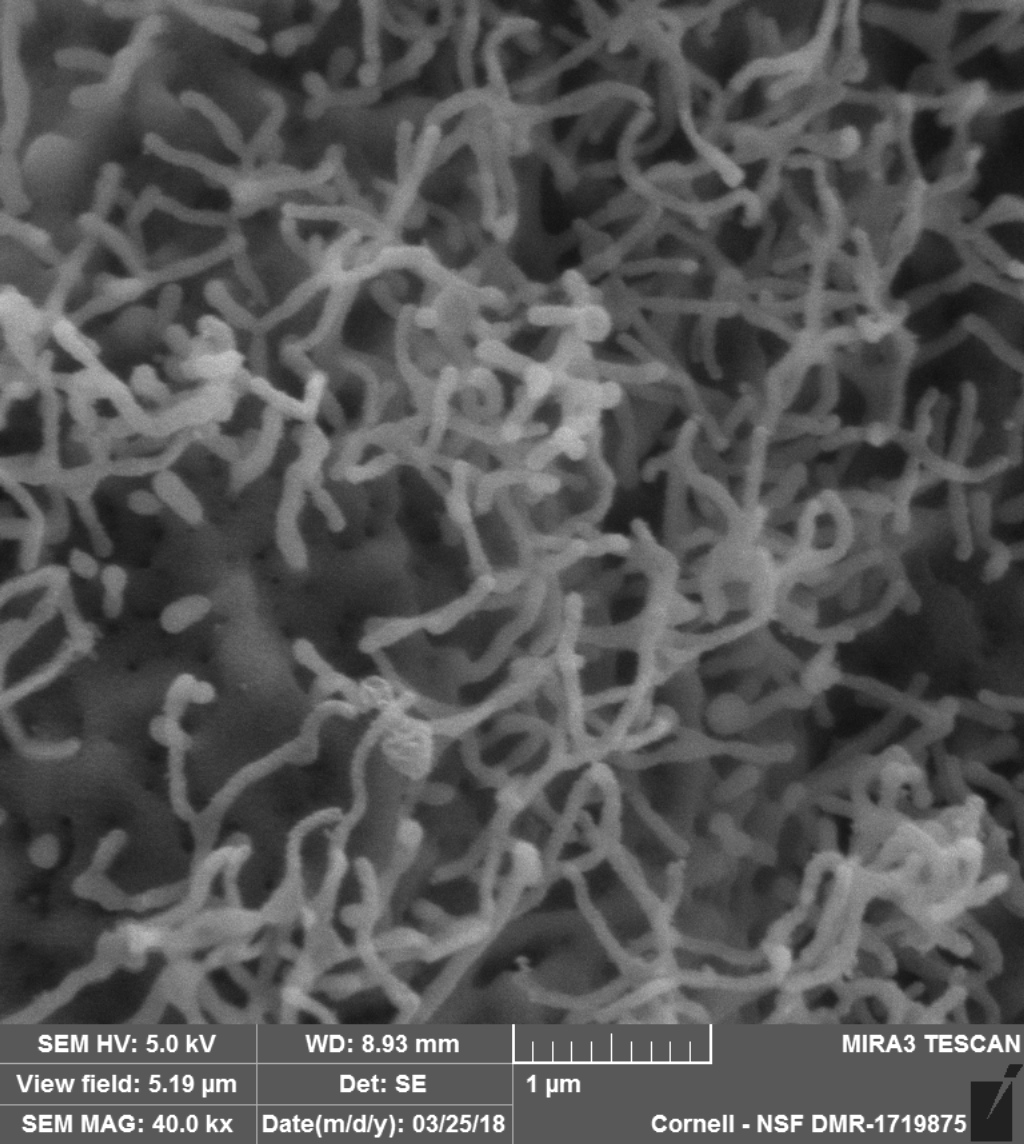 SEM HV: 5.0 kV WD: 8.93 mm MIRA3 TESCAN
View field: 5.19 µm Det: SE 1 µm
SEM MAG: 40.0 kx Date(m/d/y): 03/25/18 Cornell - NSF DMR-1719875